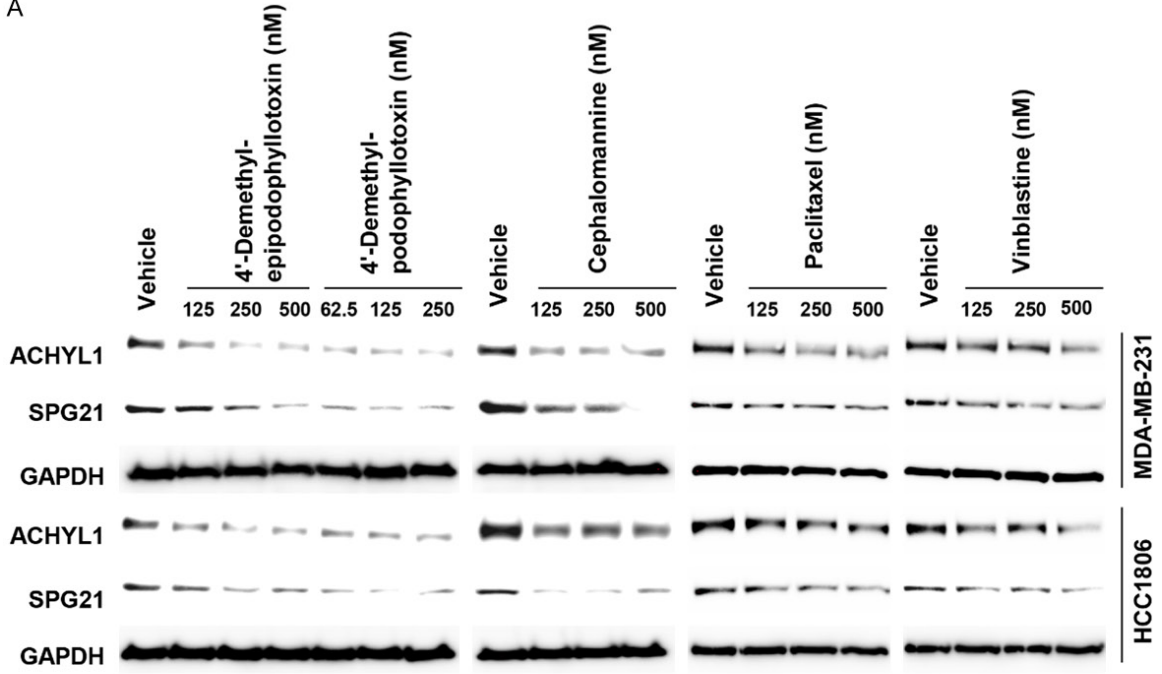 A
Vehicle
4'-Demethyl-
epipodophyllotoxin (nM)
4'-Demethyl-
podophyllotoxin (nM)
Vehicle
Cephalomannine (nM)
Vehicle
Paclitaxel (nM)
Vehicle
Vinblastine (nM)
125 250 500 62.5 125 250 125 250 500 125 250 500 125 250 500
ACHYL1
SPG21
GAPDH
MDA-MB-231
ACHYL1
SPG21
GAPDH
HCC1806